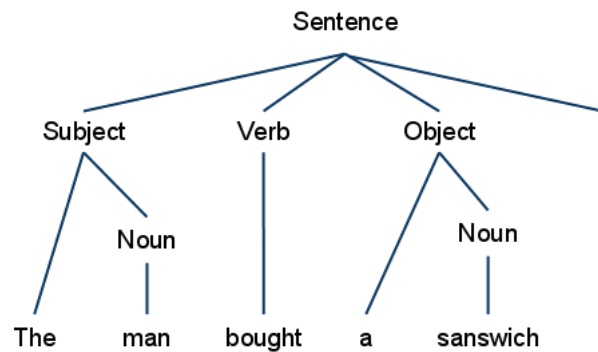 Sentence
Subject Verb Object
Noun Noun
The man bought a sanswich